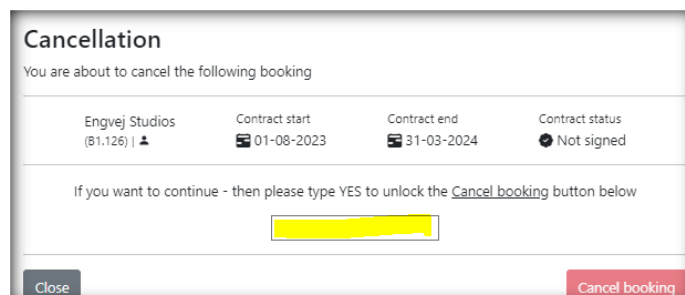 Cancellation
You are about to cancel the following booking
Engvej Studios
(B1.126) |
Contract start
01-08-2023
Contract end
31-03-2024
Contract status
Not signed
If you want to continue - then please type YES to unlock the Cancel booking button below
Close
Cancel booking